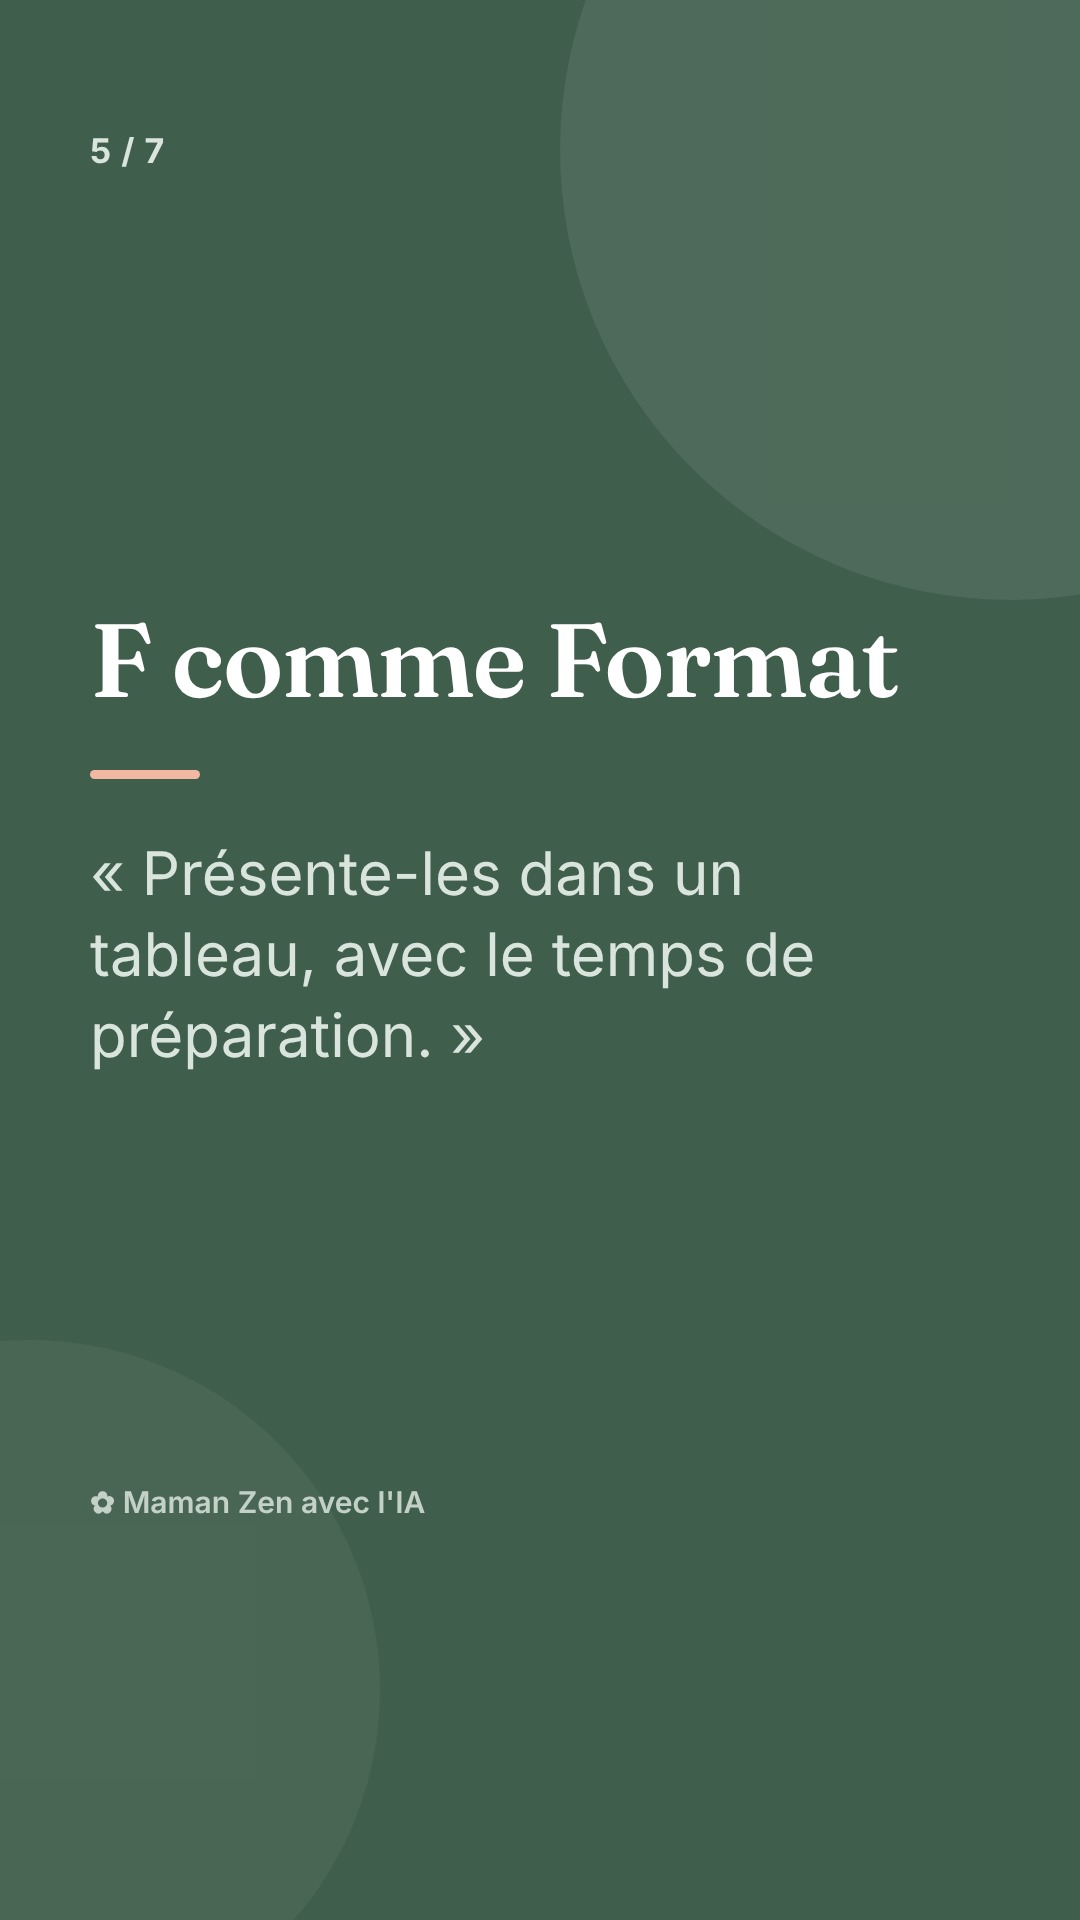 5 / 7
F comme Format
« Présente-les dans un
tableau, avec le temps de
préparation. »
✿ Maman Zen avec l'IA